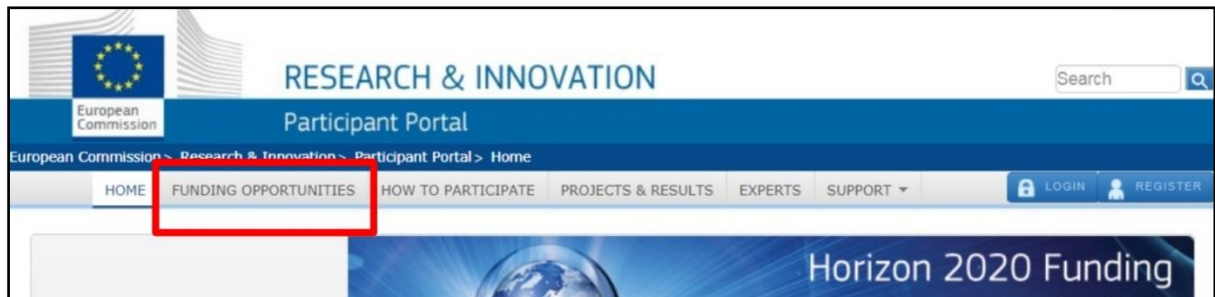 RESEARCH & INNOVATION
Search
European
Commission
Participant Portal
European Commission > Research & Innovation > Participant Portal > Home
HOME FUNDING OPPORTUNITIES HOW TO PARTICIPATE PROJECTS & RESULTS EXPERTS SUPPORT LOGIN REGISTER
Horizon 2020 Funding